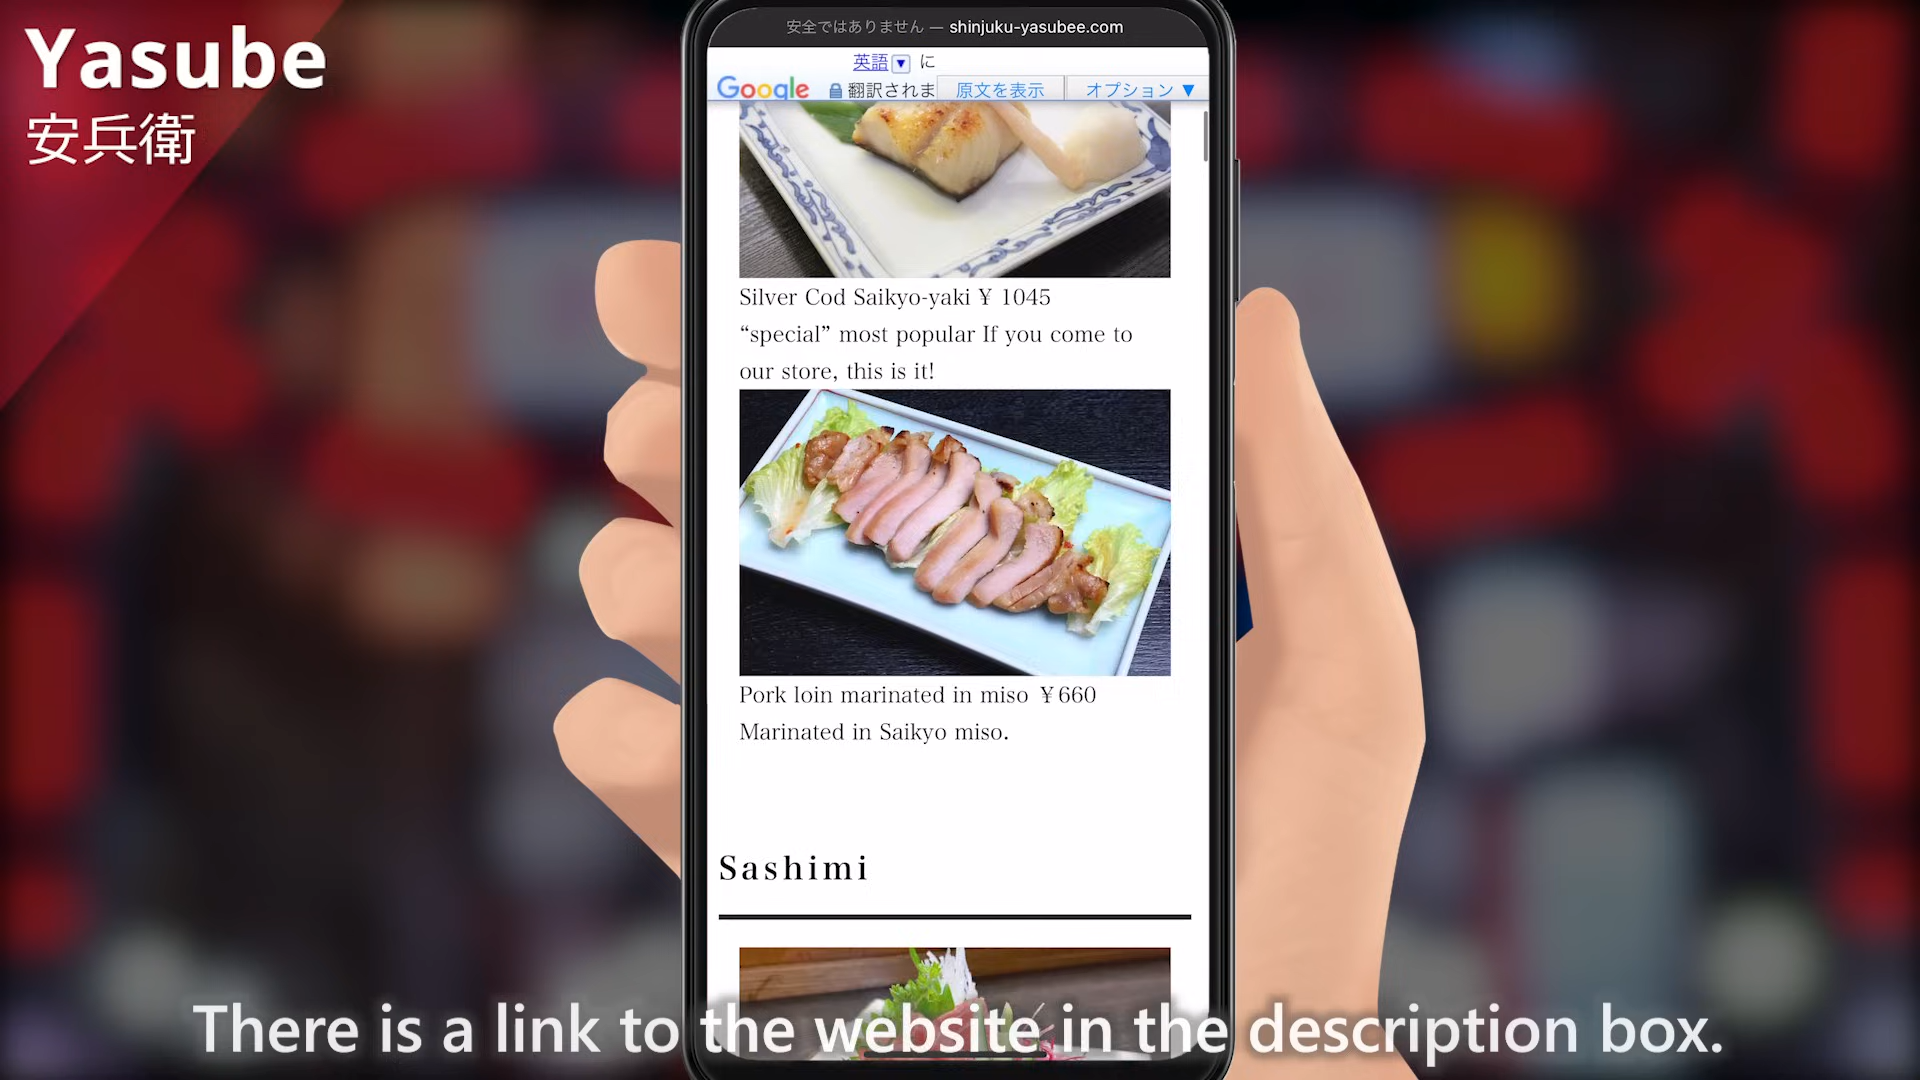 Yasube
安兵衛
安全ではありません — shinjuku-yasubee.com
英語 ▼ に
Google 翻訳されま 原文を表示 オプション ▼
Silver Cod Saikyo-yaki ¥ 1045
“special” most popular If you come to
our store, this is it!
Pork loin marinated in miso ¥660
Marinated in Saikyo miso.
Sashimi
There is a link to the website in the description box.